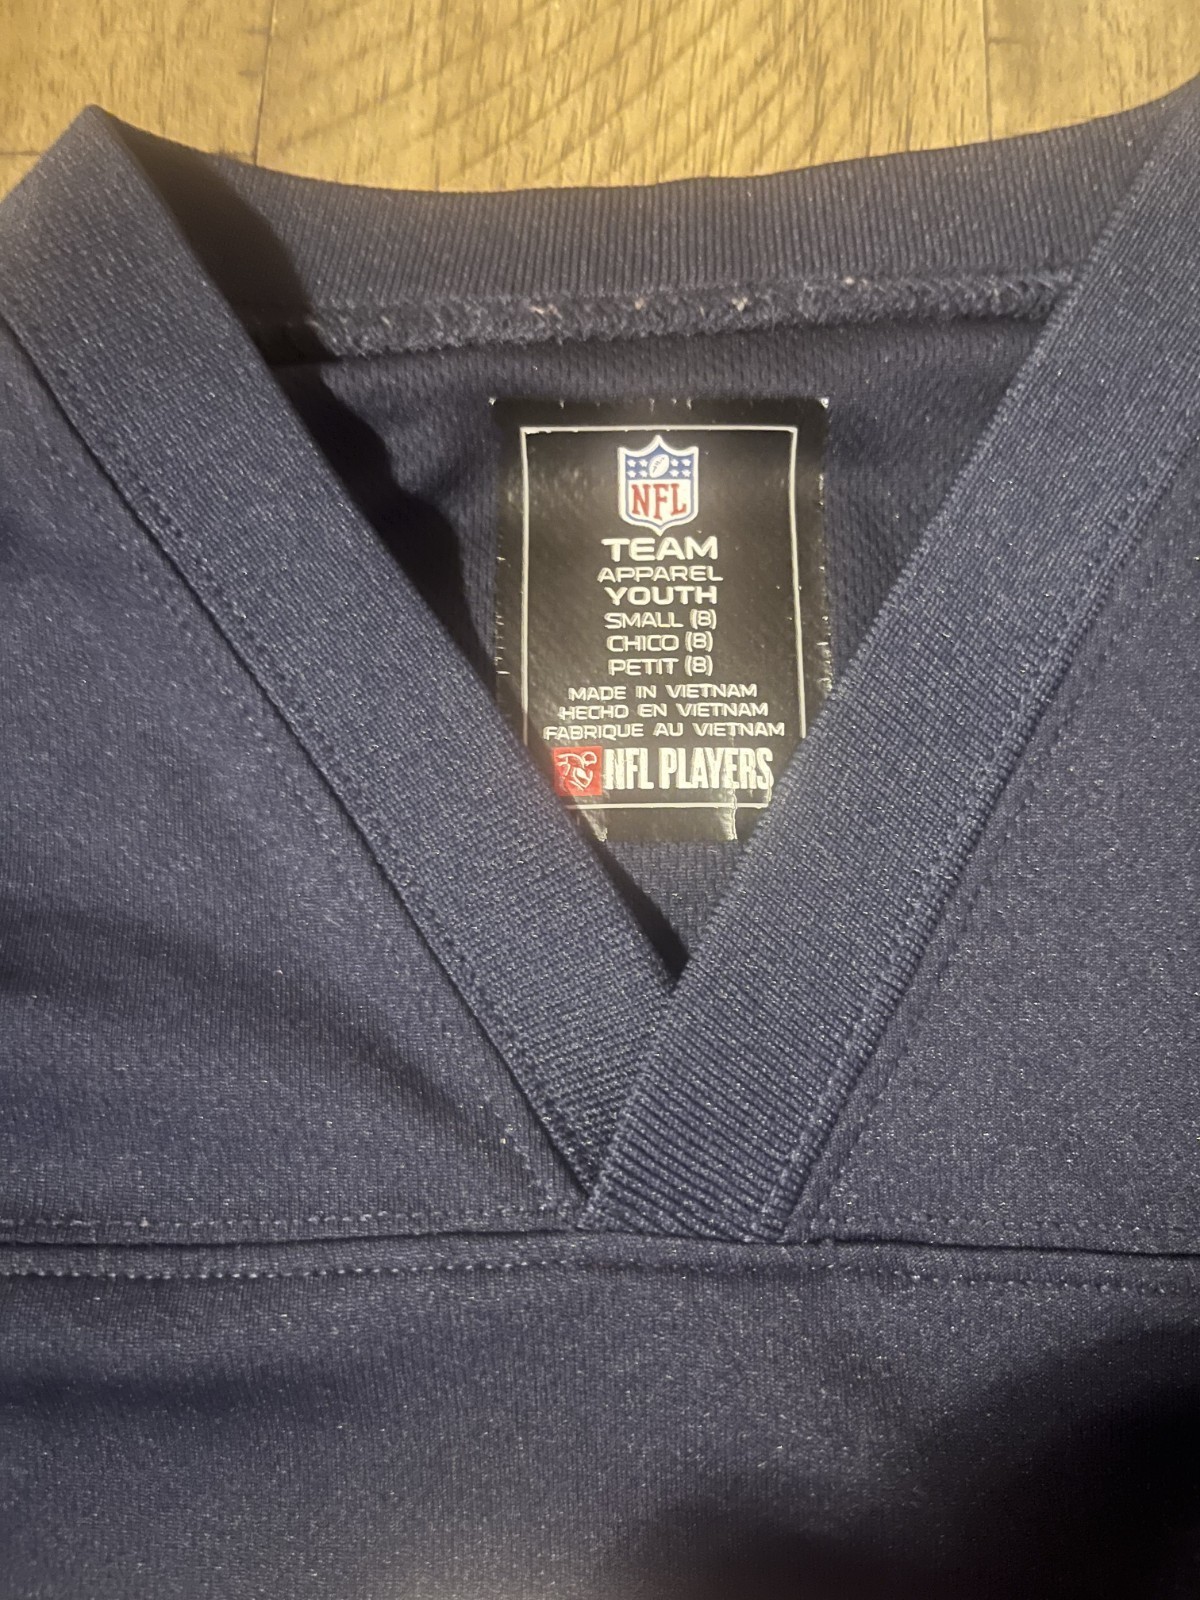 NFL
TEAM
APPAREL
YOUTH
SMALL (8)
CHICO (8)
PETIT (8)
MADE IN VIETNAM
HECHO EN VIETNAM
FABRIQUE AU VIETNAM
NFL PLAYERS